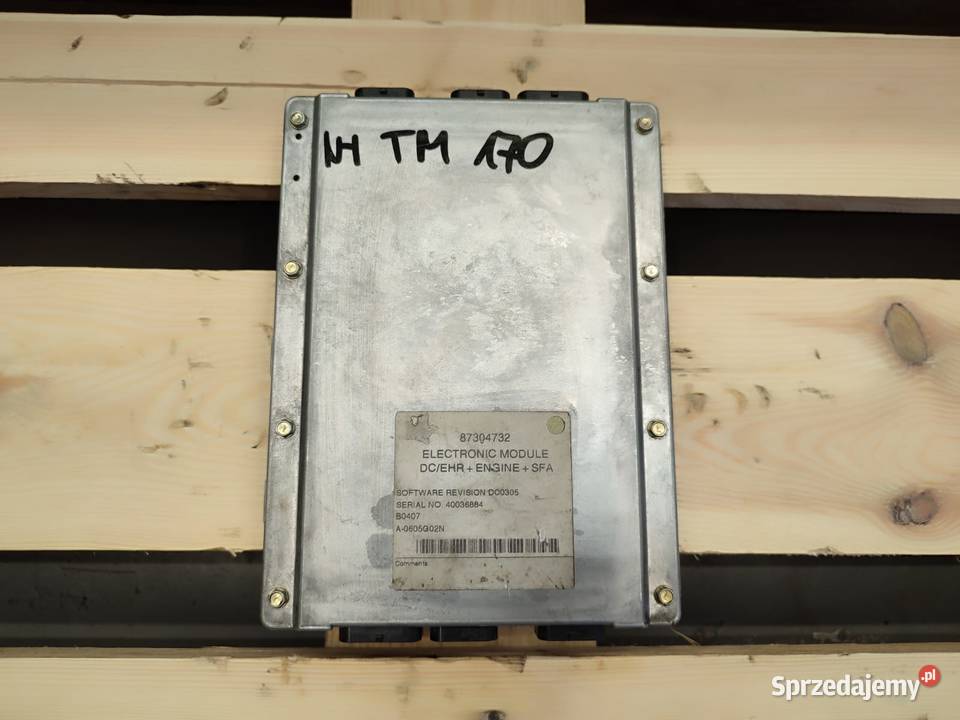 NH TM 170
87304732
ELECTRONIC MODULE
DC/EHR + ENGINE + SFA
SOFTWARE REVISION DC0305
SERIAL NO. 40036884
B0407
A-0605G02N
Comments
Sprzedajemy.pl